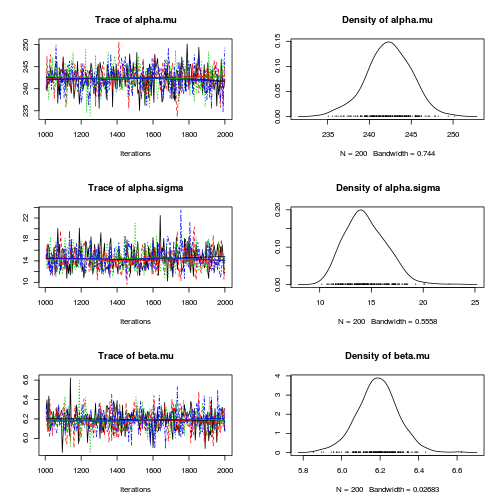 Trace of alpha.mu
235 240 245 250
1000 1200 1400 1600 1800 2000
Iterations
Density of alpha.mu
0.00 0.05 0.10 0.15
235 240 245 250
N = 200 Bandwidth = 0.744
Trace of alpha.sigma
10 14 18 22
1000 1200 1400 1600 1800 2000
Iterations
Density of alpha.sigma
0.00 0.10 0.20
10 15 20 25
N = 200 Bandwidth = 0.5558
Trace of beta.mu
6.0 6.2 6.4 6.6
1000 1200 1400 1600 1800 2000
Iterations
Density of beta.mu
0 1 2 3 4
5.8 6.0 6.2 6.4 6.6
N = 200 Bandwidth = 0.02683